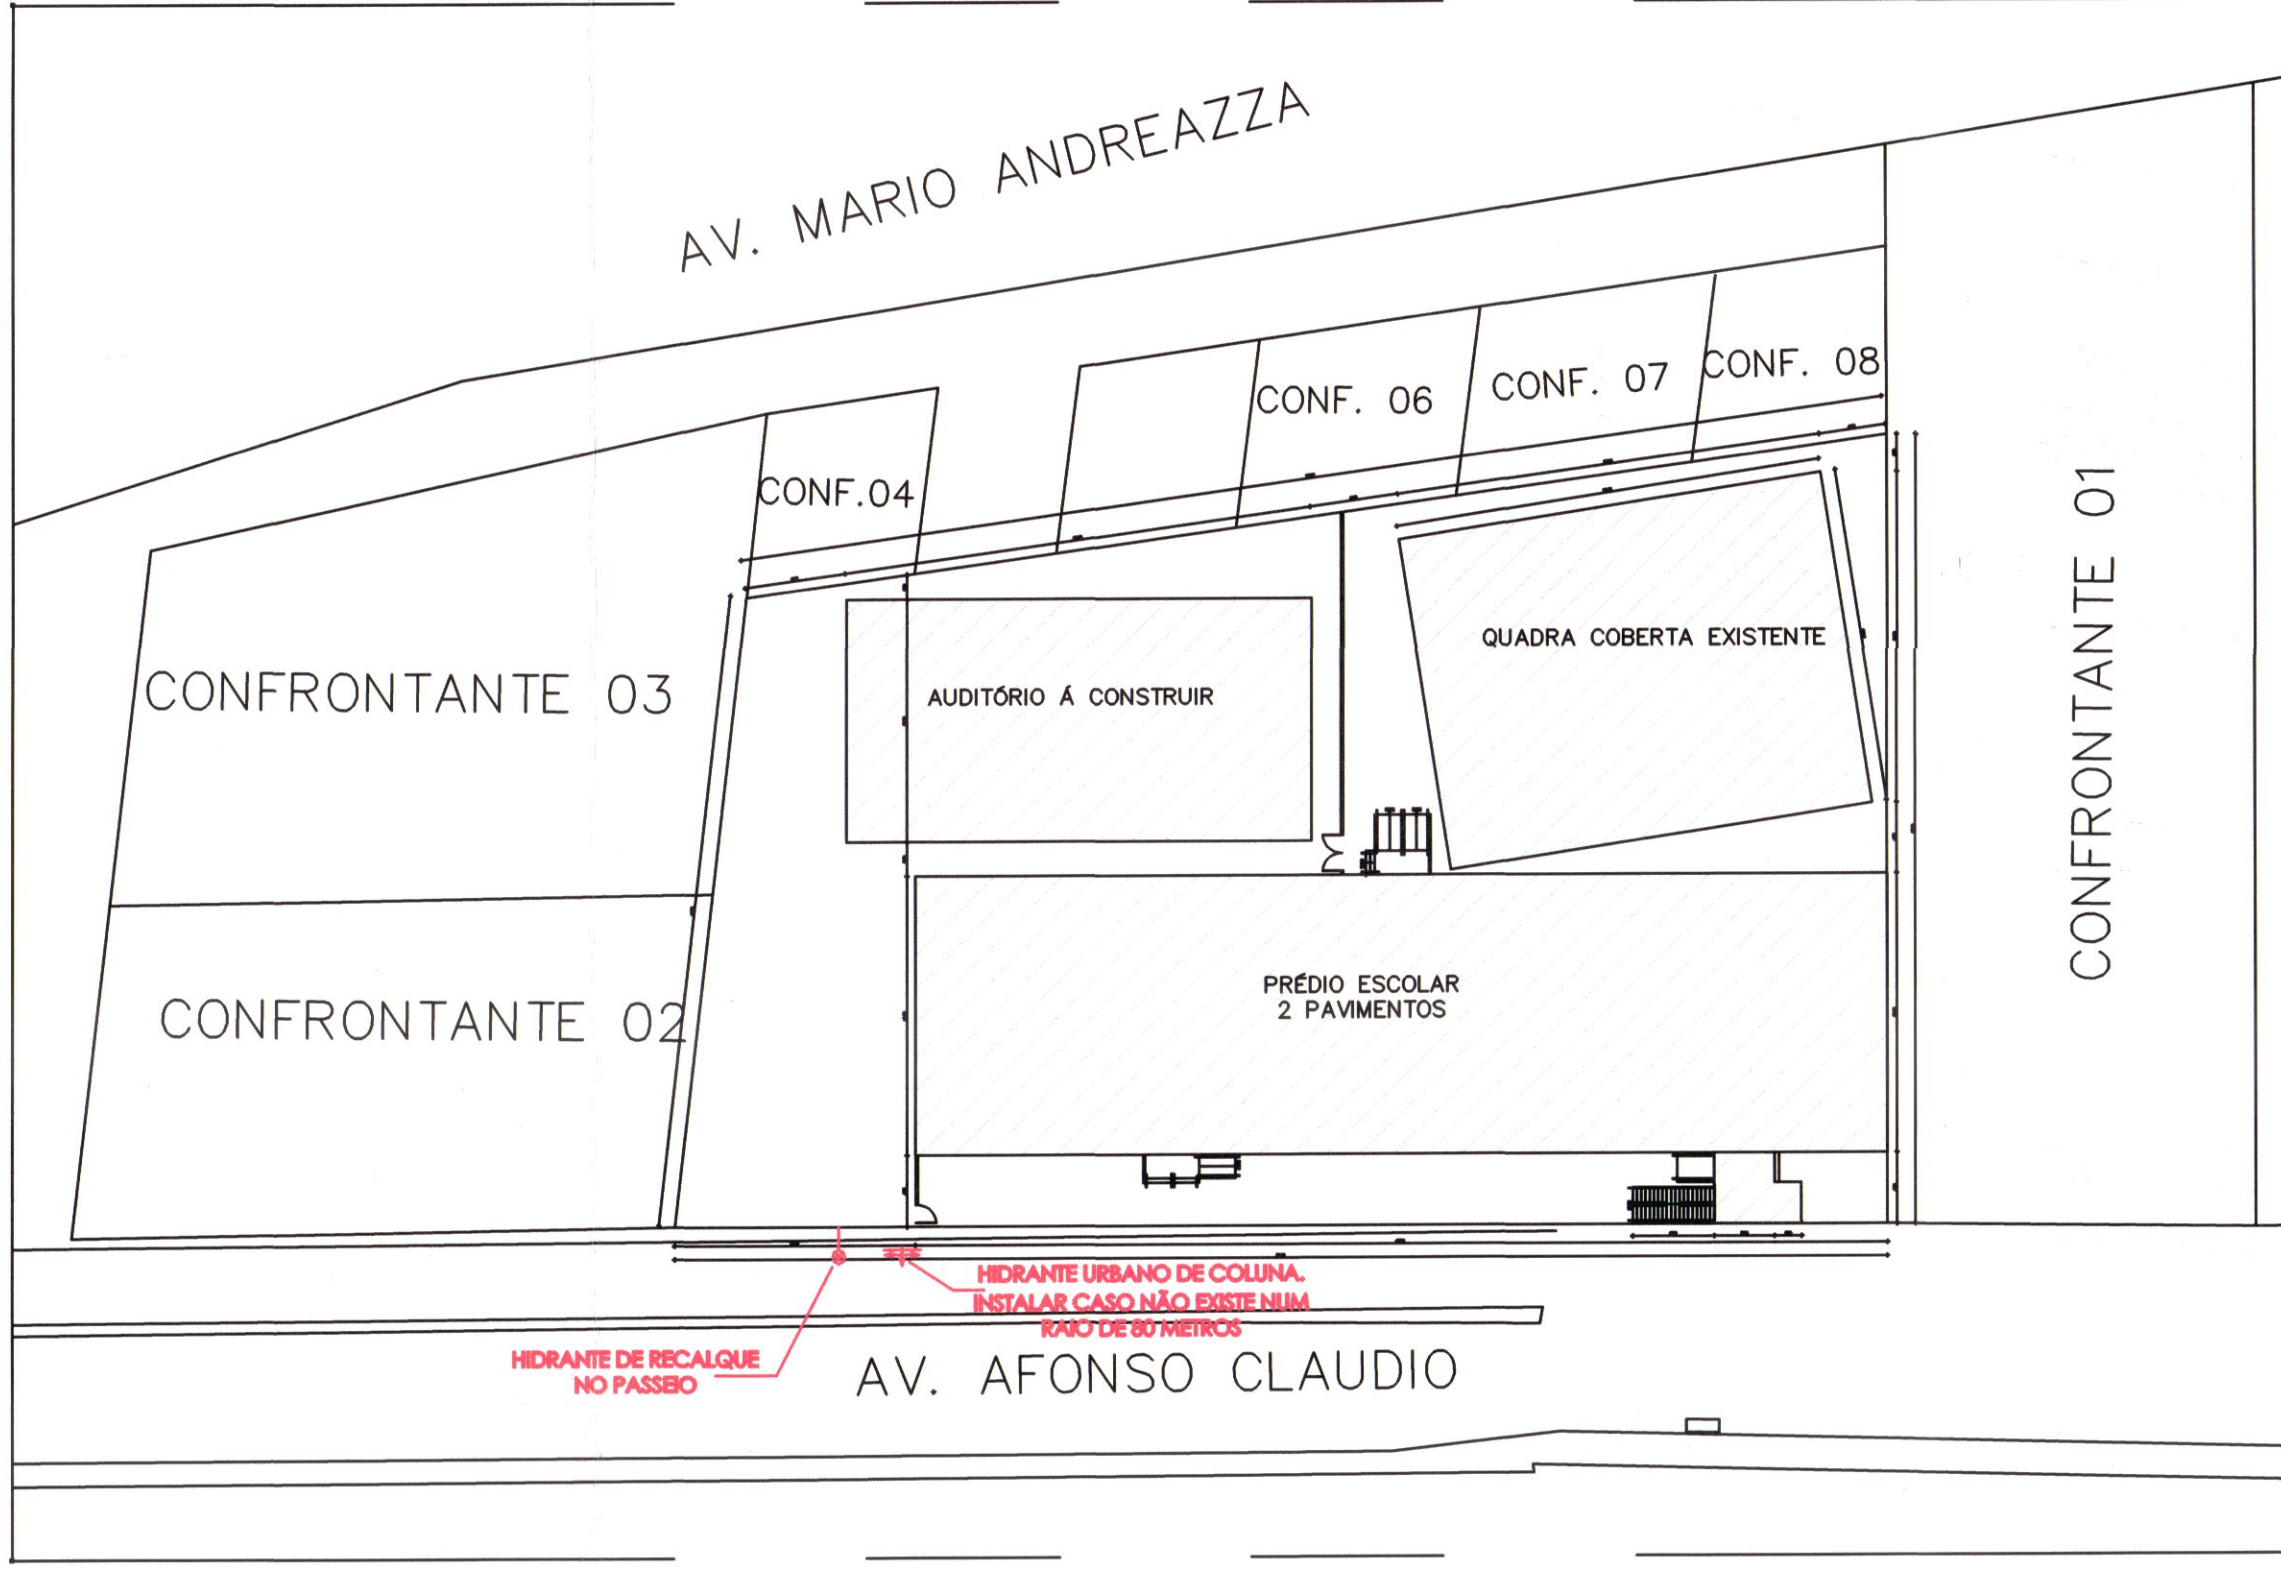 AV. MARIO ANDREAZZA
CONF. 08
CONF. 07
CONF. 06
CONF.04
CONFRONTANTE 01
QUADRA COBERTA EXISTENTE
CONFRONTANTE 03
AUDITÓRIO Á CONSTRUIR
PRÉDIO ESCOLAR
2 PAVIMENTOS
CONFRONTANTE 02
HIDRANTE URBANO DE COLUNA.
INSTALAR CASO NÃO EXISTE NUM
RAIO DE 80 METROS
HIDRANTE DE RECALQUE
NO PASSEIO
AV. AFONSO CLAUDIO